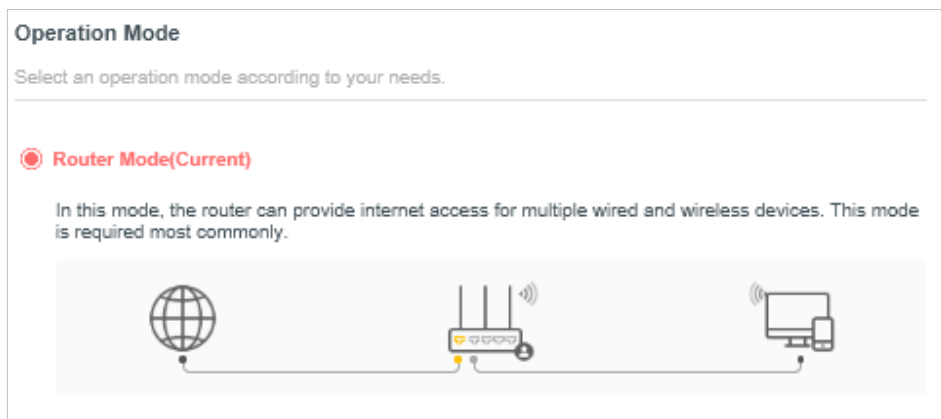 Operation Mode
Select an operation mode according to your needs.
Router Mode(Current)
In this mode, the router can provide internet access for multiple wired and wireless devices. This mode
is required most commonly.